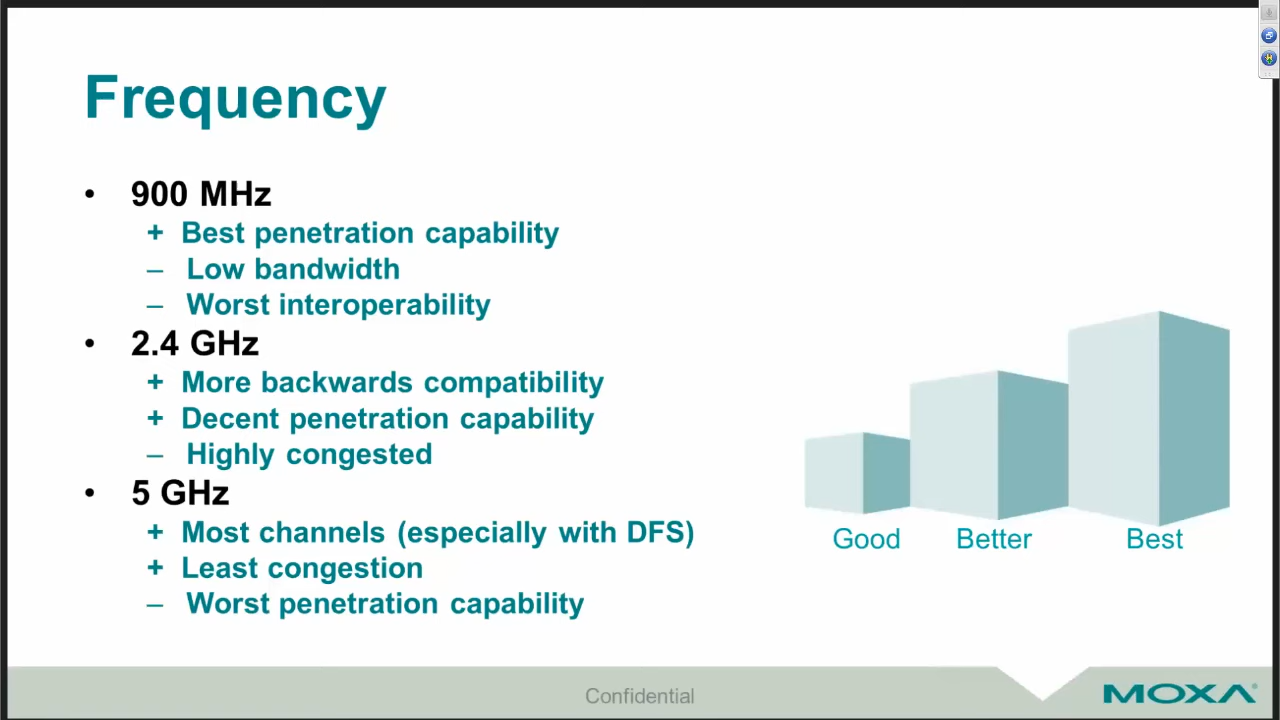 Frequency
• 900 MHz
+ Best penetration capability
– Low bandwidth
– Worst interoperability
• 2.4 GHz
+ More backwards compatibility
+ Decent penetration capability
– Highly congested
• 5 GHz
+ Most channels (especially with DFS)
+ Least congestion
– Worst penetration capability
Good Better Best
Confidential
MOXA®